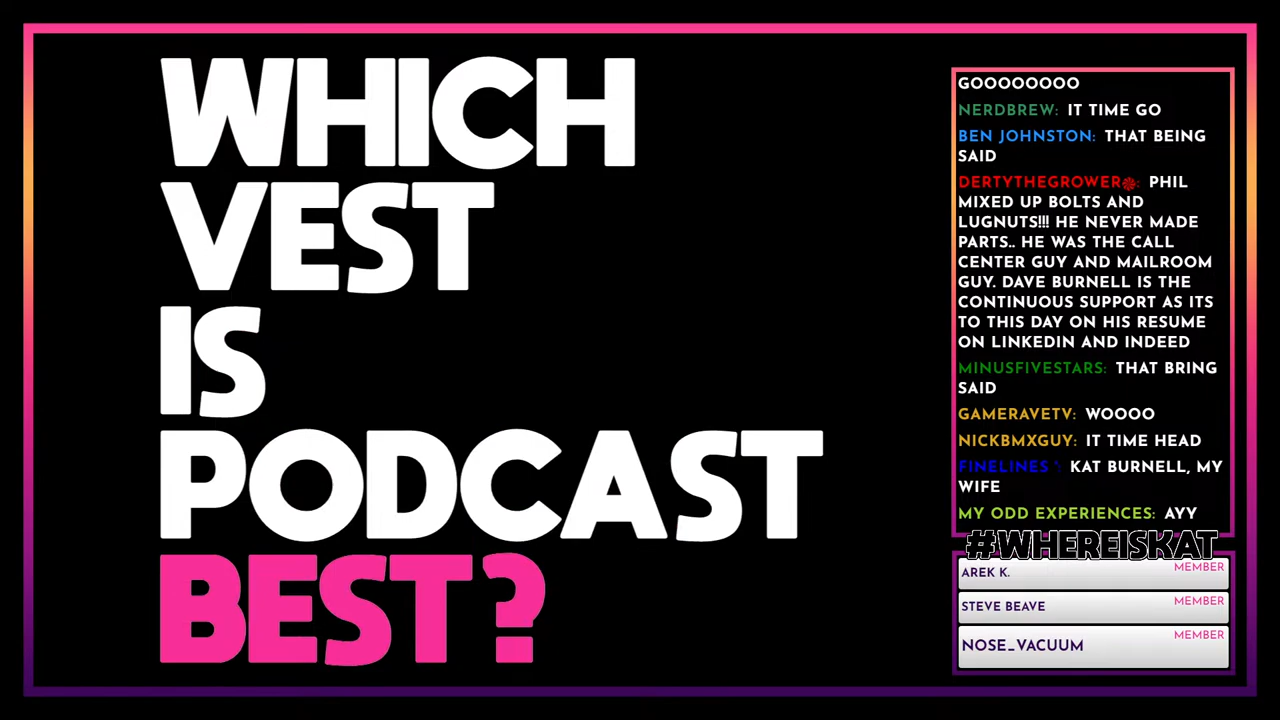 WHICH
VEST
IS
PODCAST
BEST?
GOOOOOOOO
NERDBREW: IT TIME GO
BEN JOHNSTON: THAT BEING
SAID
DERTYTHEGROWER: PHIL
MIXED UP BOLTS AND
LUGNUTS!!! HE NEVER MADE
PARTS.. HE WAS THE CALL
CENTER GUY AND MAILROOM
GUY. DAVE BURNELL IS THE
CONTINUOUS SUPPORT AS ITS
TO THIS DAY ON HIS RESUME
ON LINKEDIN AND INDEED
MINUSFIVESTARS: THAT BRING
SAID
GAMERAVETV: WOOOO
NICKBMXGUY: IT TIME HEAD
FINELINES : KAT BURNELL, MY
WIFE
MY ODD EXPERIENCES: AYY
#WHEREISKAT
AREK K. MEMBER
STEVE BEAVE MEMBER
NOSE_VACUUM MEMBER